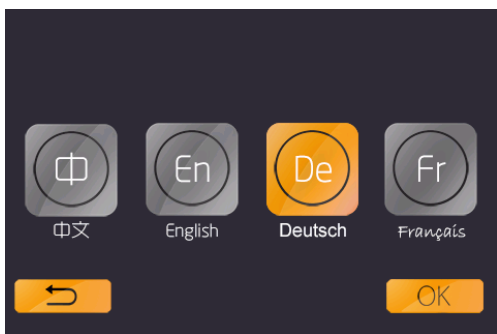 中 En De Fr
中文 English Deutsch Français
OK